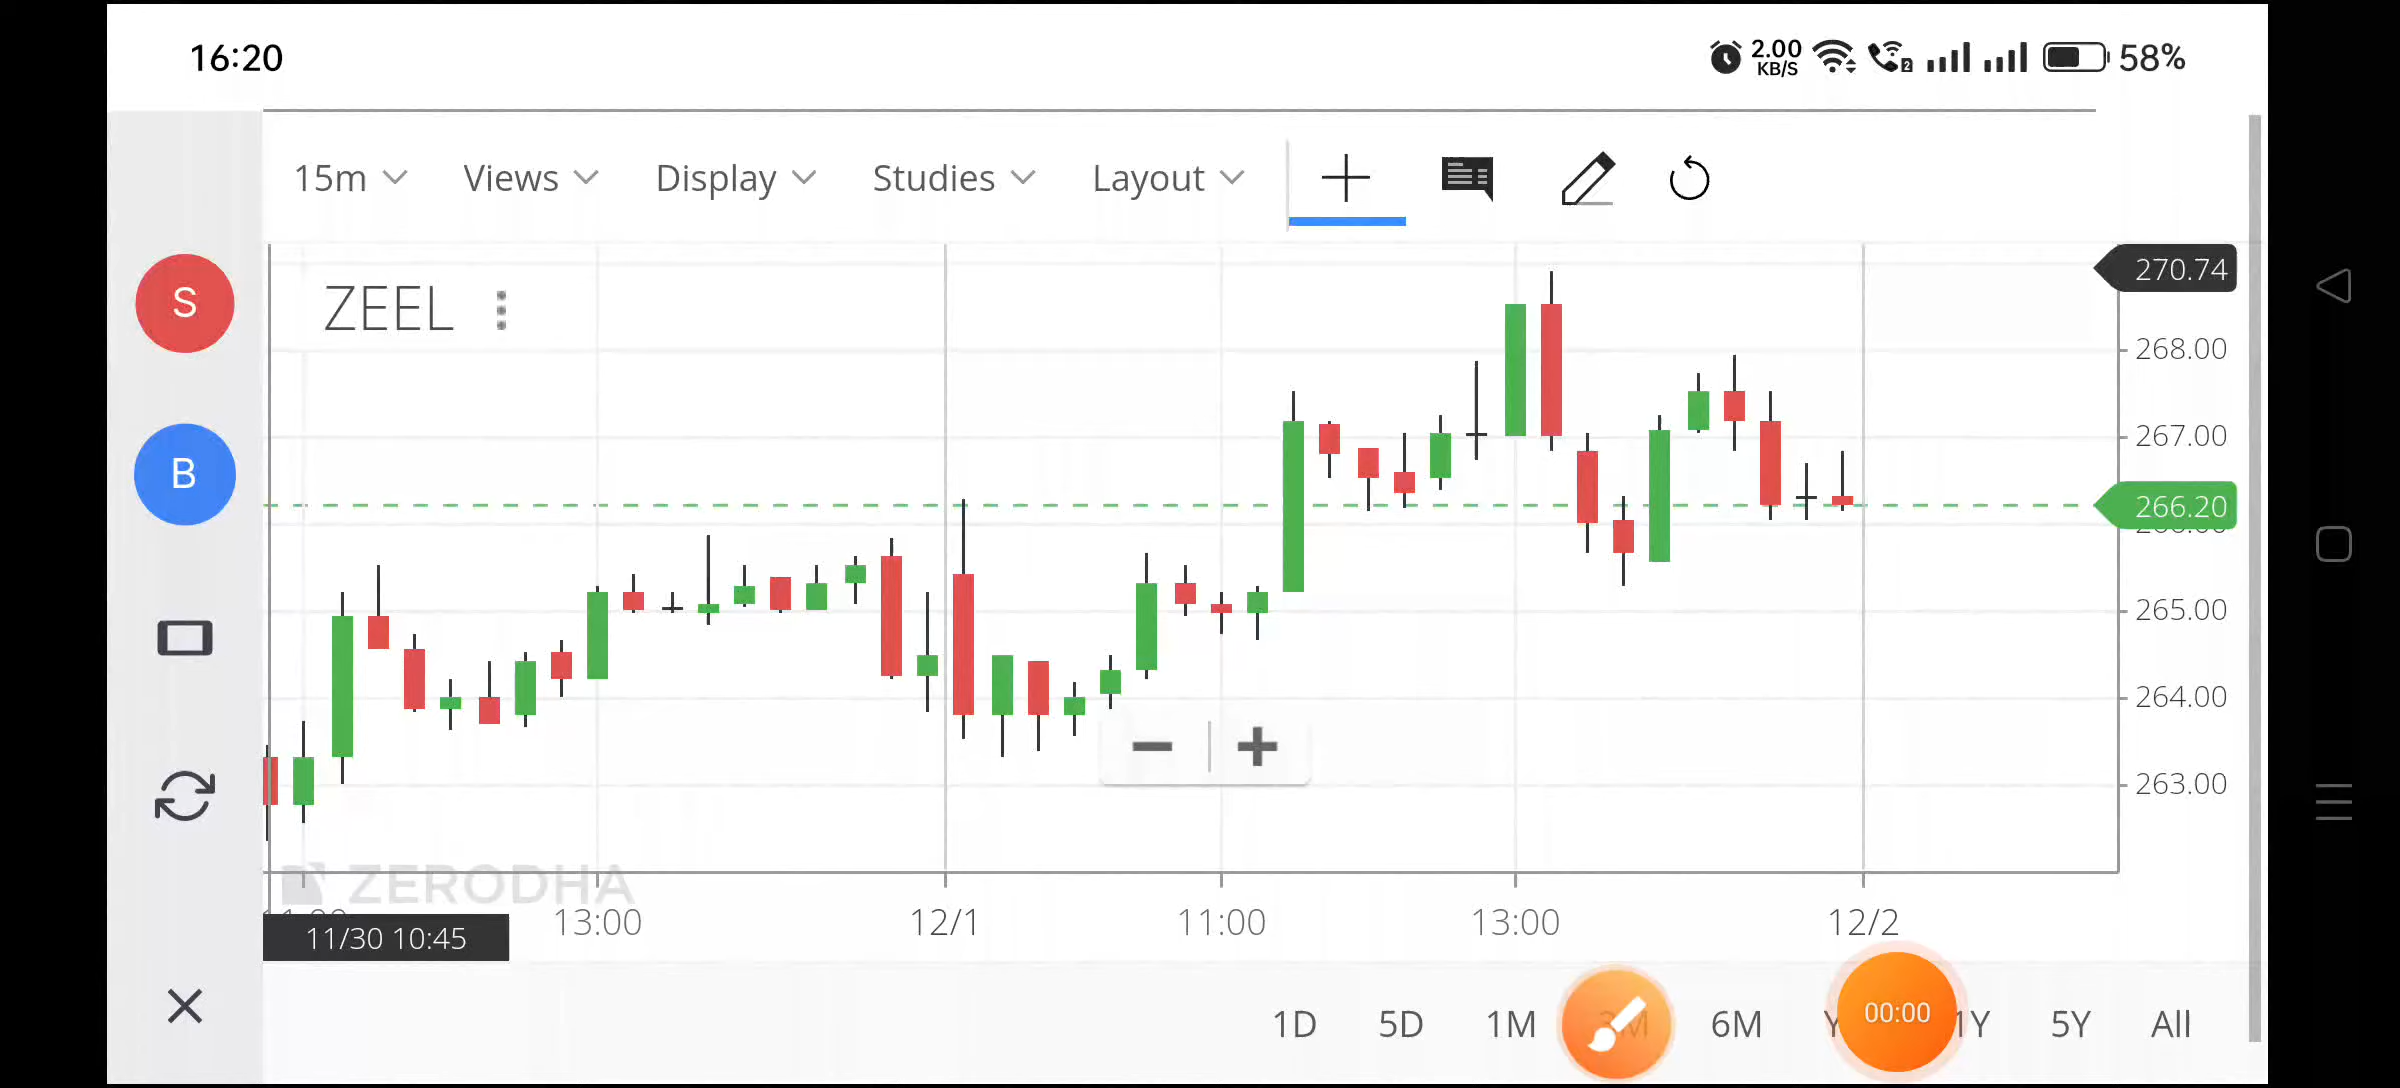 16:20
2.00
KB/S
2
58%
15m Views Display Studies Layout
S
B
ZEEL
270.74
268.00
267.00
266.20
265.00
264.00
263.00
ZERODHA
13:00 12/1 11:00 13:00 12/2
11/30 10:45
1D 5D 1M 3M 6M 00:00 1Y 5Y All